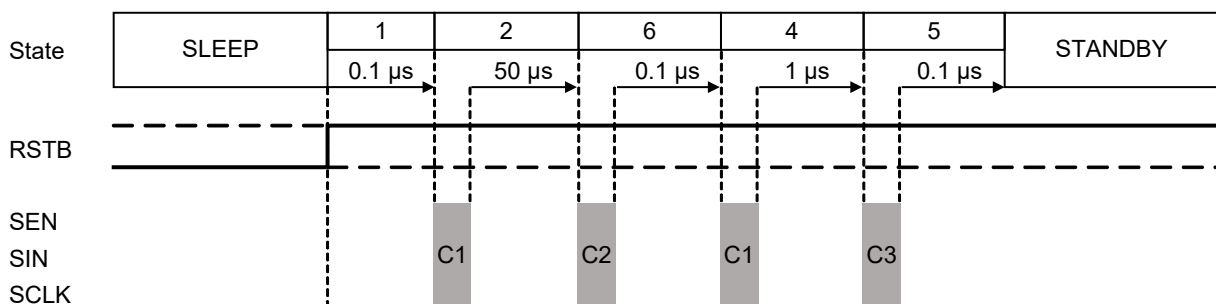 1 2 6 4 5
State SLEEP STANDBY
0.1 µs 50 µs 0.1 µs 1 µs 0.1 µs
RSTB
SEN
SIN C1 C2 C1 C3
SCLK